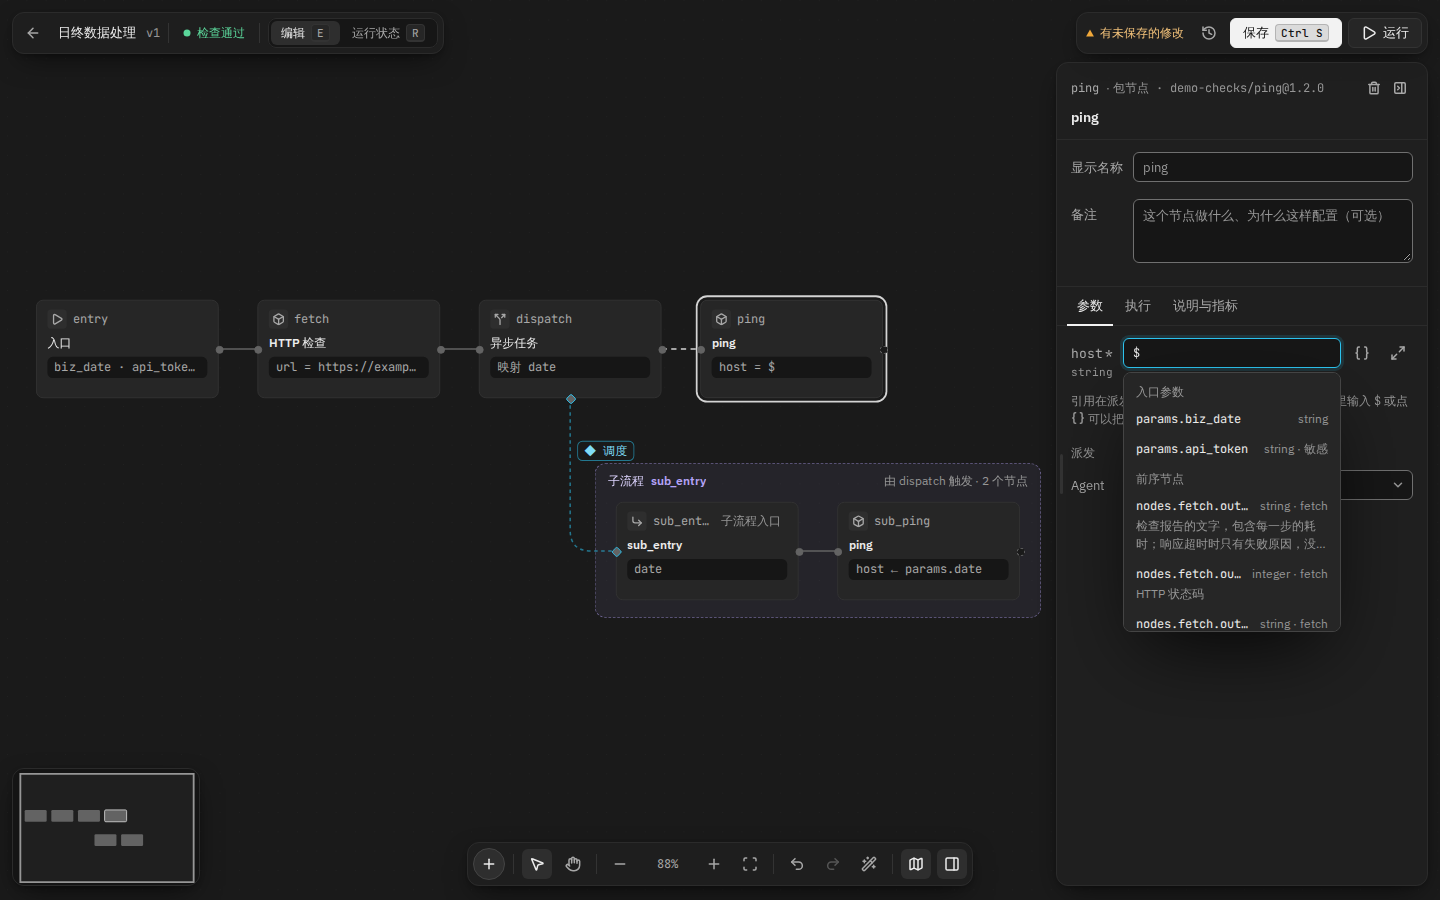 日终数据处理 v1 检查通过 编辑 E 运行状态 R
有未保存的修改 保存 Ctrl S 运行
ping · 包节点 · demo-checks/ping@1.2.0
ping
显示名称 ping
备注 这个节点做什么、为什么这样配置（可选）
参数 执行 说明与指标
host* $
string
引用在派发 里输入 $ 或点
{} 可以把
派发
Agent
入口参数
params.biz_date string
params.api_token string · 敏感
前序节点
nodes.fetch.out… string · fetch
检查报告的文字，包含每一步的耗
时；响应超时时只有失败原因，没…
nodes.fetch.ou… integer · fetch
HTTP 状态码
nodes.fetch.out… string · fetch
entry
入口
biz_date · api_toke…
fetch
HTTP 检查
url = https://examp…
dispatch
异步任务
映射 date
ping
ping
host = $
调度
子流程 sub_entry 由 dispatch 触发 · 2 个节点
sub_ent… 子流程入口
sub_entry
date
sub_ping
ping
host ← params.date
88%